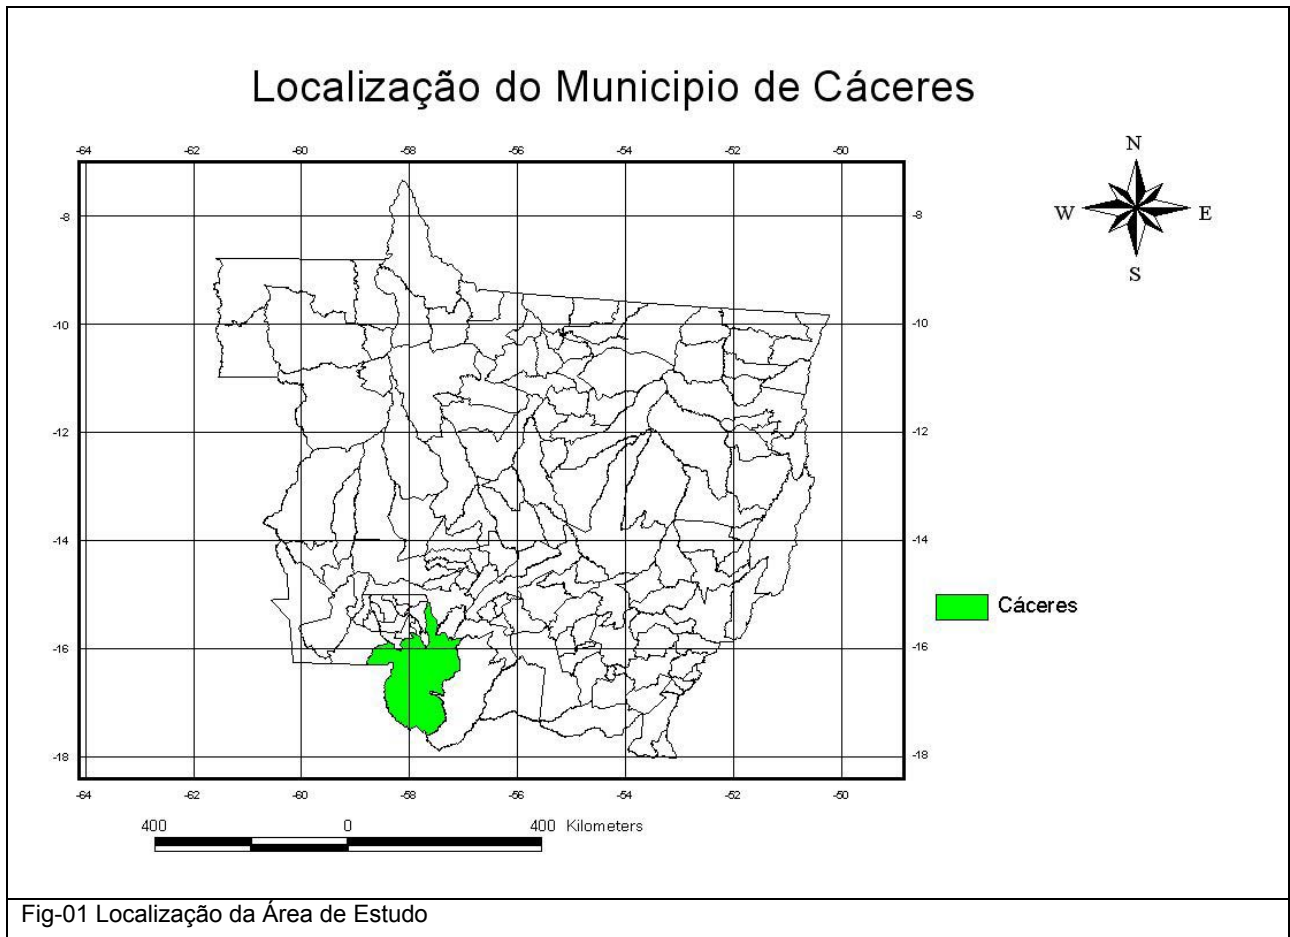 Localização do Municipio de Cáceres
N
W E
S
-64 -62 -60 -58 -56 -54 -52 -50
-8 -8
-10 -10
-12 -12
-14 -14
-16 -16
-18 -18
-64 -62 -60 -58 -56 -54 -52 -50
Cáceres
400 0 400 Kilometers
Fig-01 Localização da Área de Estudo